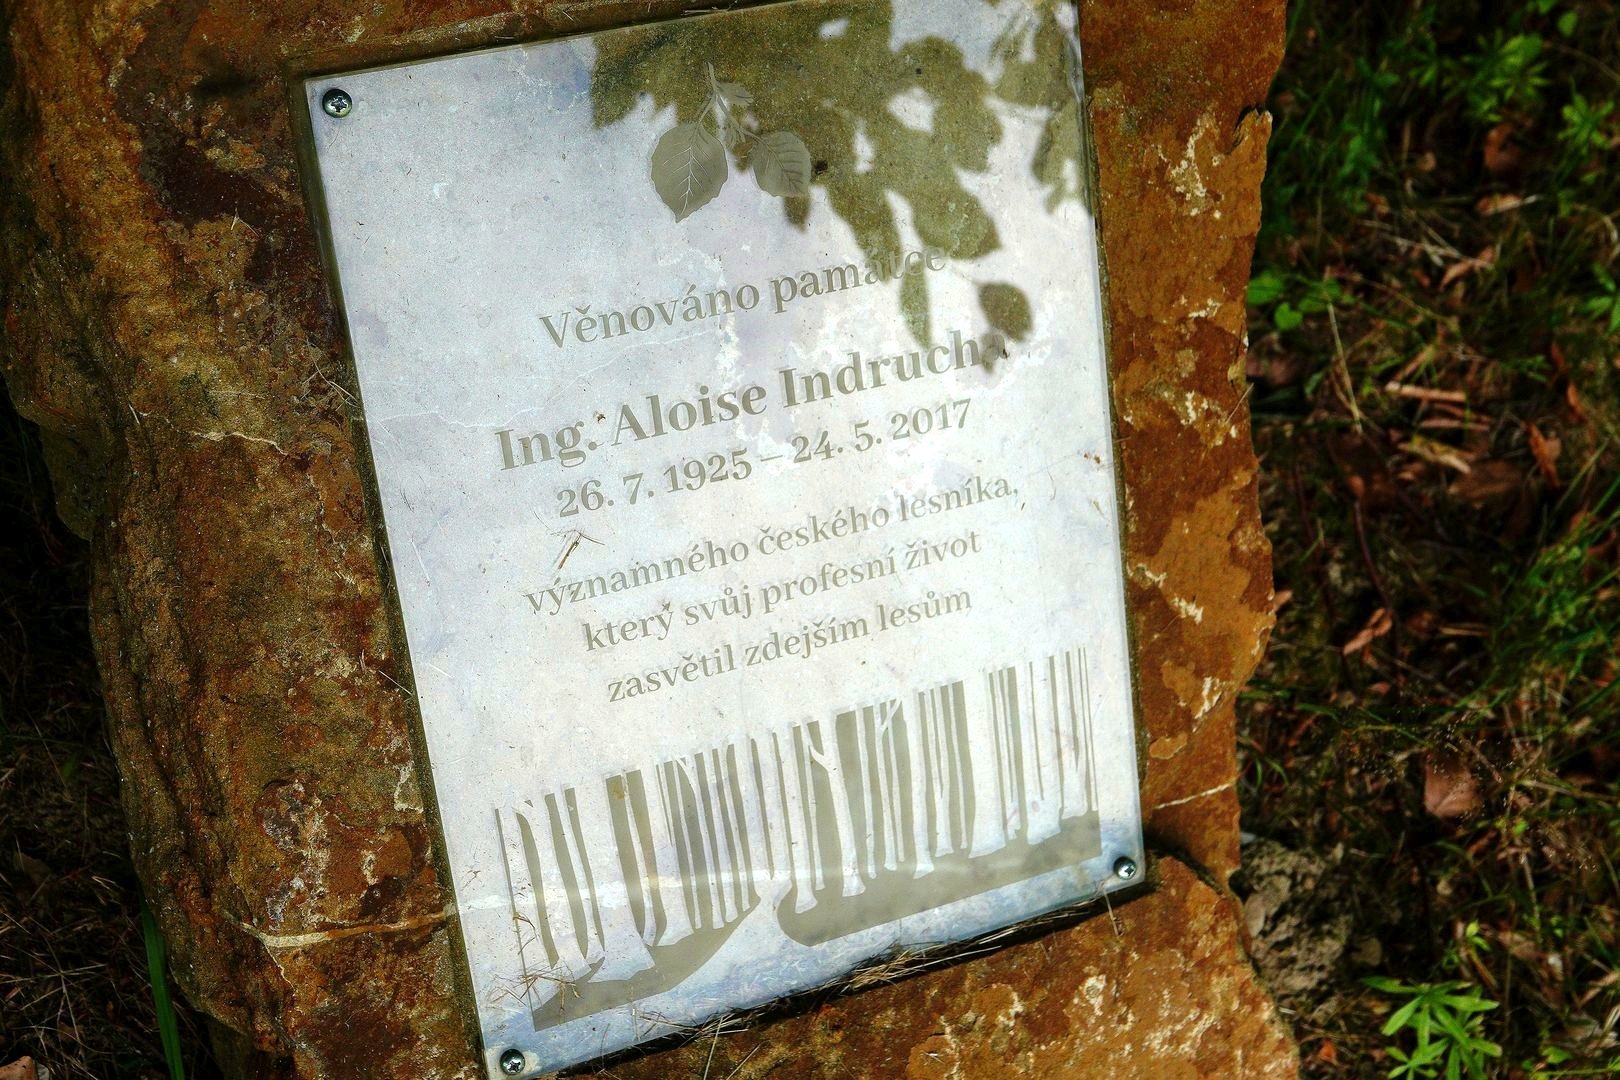 Věnováno památce
Ing. Aloise Indrucha
26. 7. 1925 – 24. 5. 2017
významného českého lesníka,
který svůj profesní život
zasvětil zdejším lesům